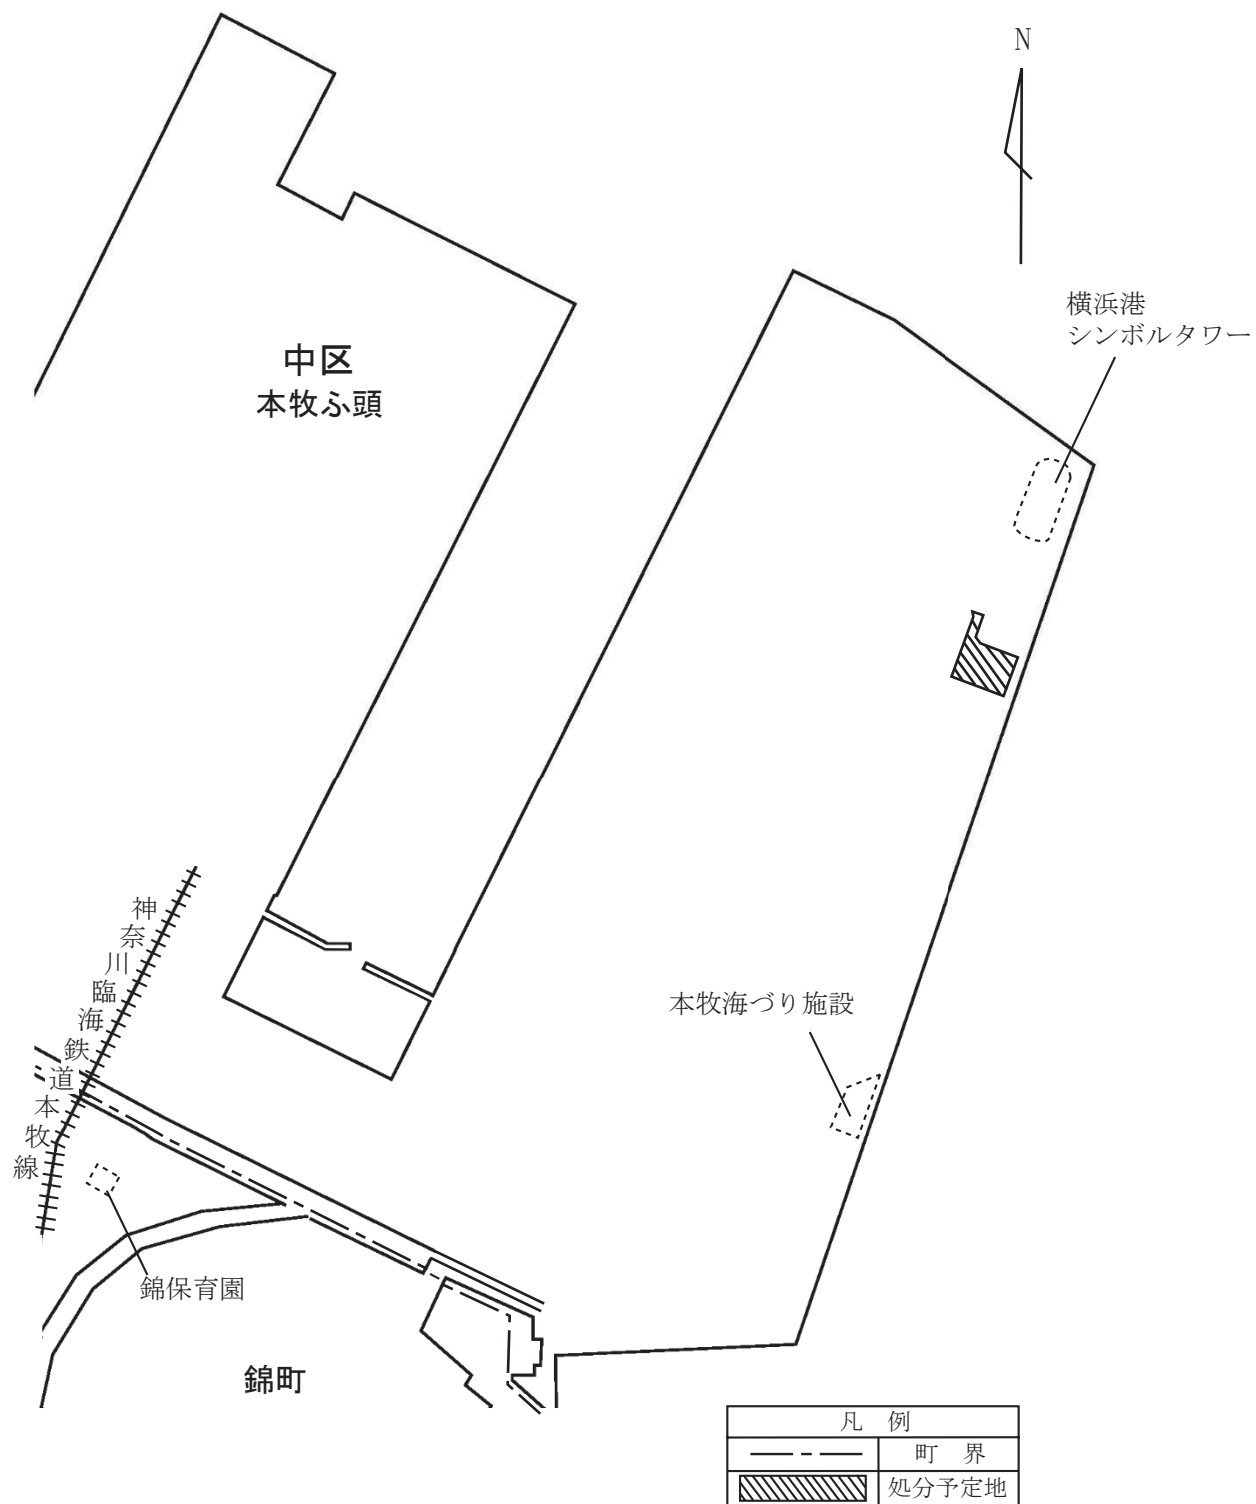 N
横浜港
シンボルタワー
中区
本牧ふ頭
神奈川臨海鉄道本牧線
本牧海づり施設
錦保育園
錦町
凡 例
町 界
処分予定地